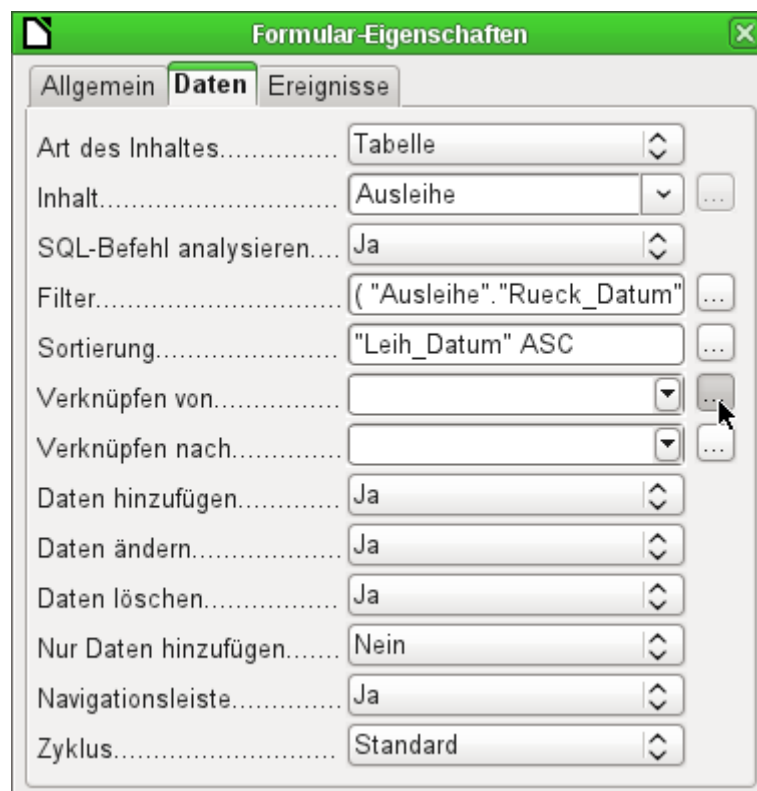 Formular-Eigenschaften
Allgemein Daten Ereignisse
Art des Inhaltes............... Tabelle
Inhalt........................... Ausleihe ...
SQL-Befehl analysieren.... Ja
Filter............................ ( "Ausleihe"."Rueck_Datum" ...
Sortierung..................... "Leih_Datum" ASC ...
Verknüpfen von............... ...
Verknüpfen nach............. ...
Daten hinzufügen............ Ja
Daten ändern................. Ja
Daten löschen................ Ja
Nur Daten hinzufügen....... Nein
Navigationsleiste............. Ja
Zyklus........................... Standard